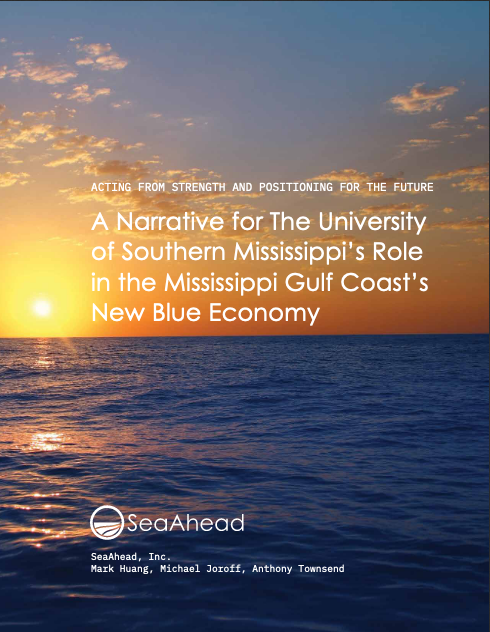 ACTING FROM STRENGTH AND POSITIONING FOR THE FUTURE
A Narrative for The University
of Southern Mississippi's Role
in the Mississippi Gulf Coast's
New Blue Economy
SeaAhead
SeaAhead, Inc.
Mark Huang, Michael Joroff, Anthony Townsend